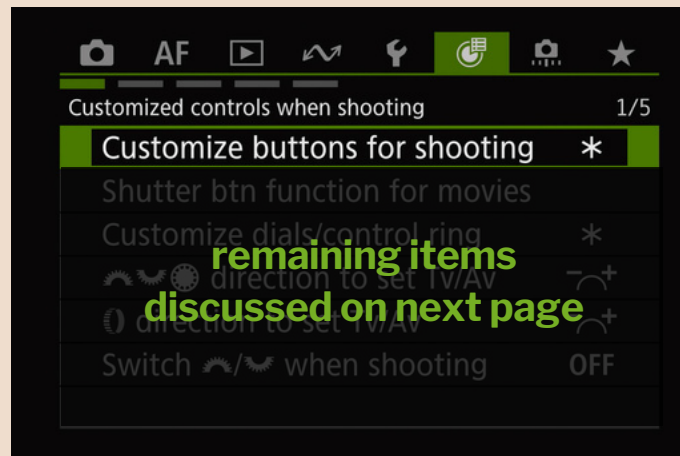 AF
Customized controls when shooting 1/5
Customize buttons for shooting *
Shutter btn function for movies
Customize dials/control ring *
remaining items
direction to set Tv/Av - +
discussed on next page
direction to set Tv/Av - +
Switch / when shooting OFF